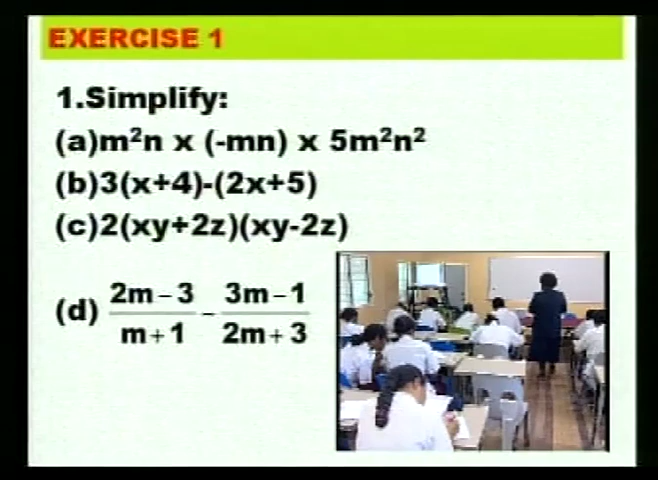 EXERCISE 1
1.Simplify:
(a)m²n x (-mn) x 5m²n²
(b)3(x+4)-(2x+5)
(c)2(xy+2z)(xy-2z)
(d) (2m-3)/(m+1) - (3m-1)/(2m+3)